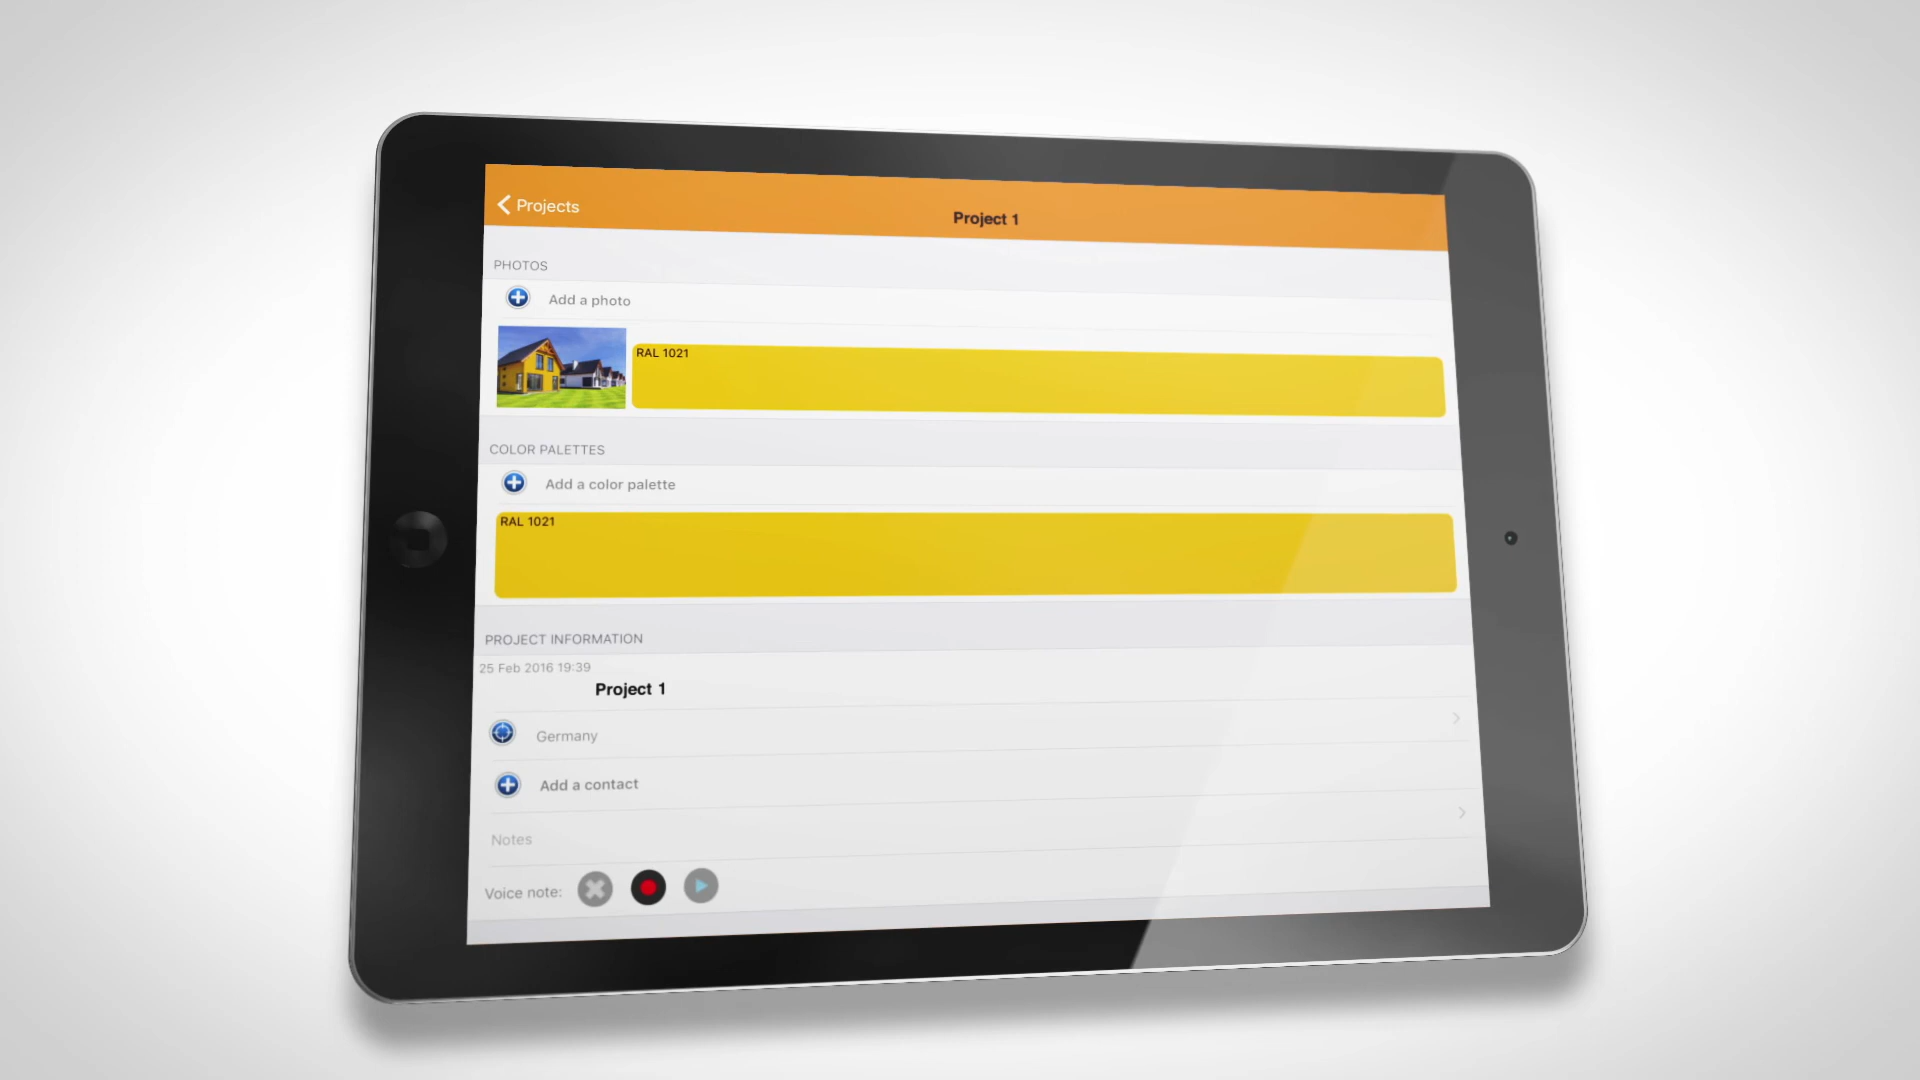 Projects
Project 1
PHOTOS
Add a photo
RAL 1021
COLOR PALETTES
Add a color palette
RAL 1021
PROJECT INFORMATION
25 Feb 2016 19:39
Project 1
Germany
Add a contact
Notes
Voice note: